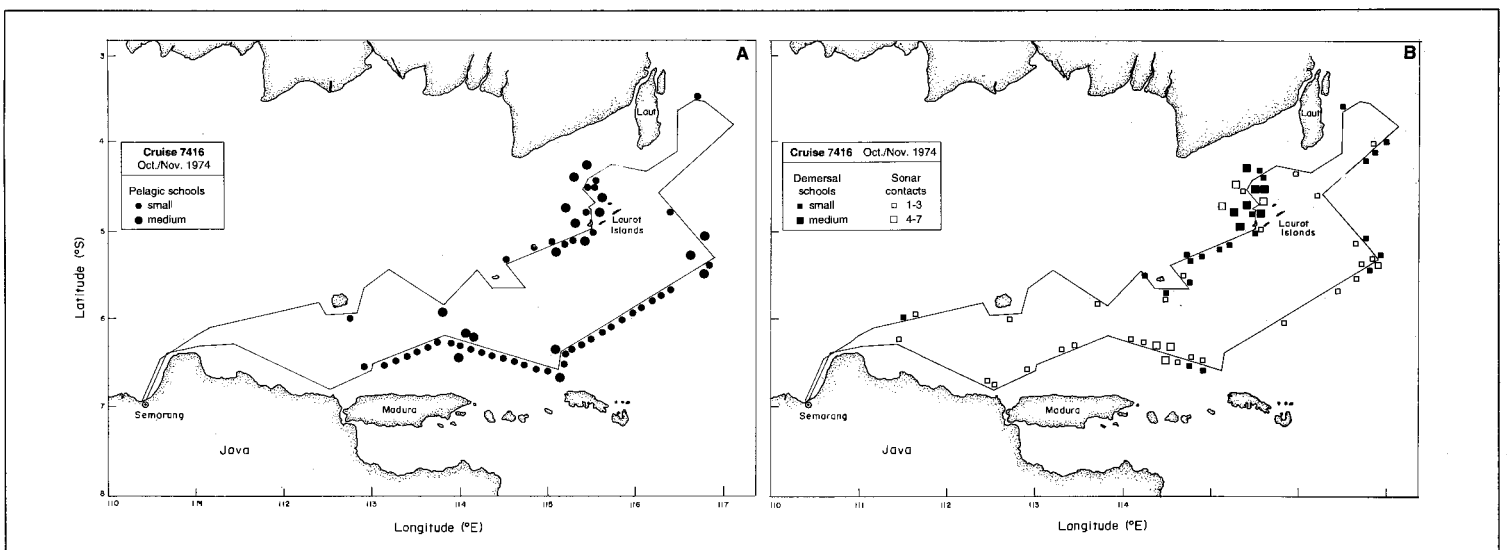 A
3
4
5
6
7
8
Latitude (°S)
Cruise 7416
Oct./Nov. 1974
Pelagic schools
small
medium
Laut
Laurot
Islands
Semarang
Java
Madura
110 111 112 113 114 115 116 117
Longitude (°E)
B
Cruise 7416 Oct./Nov. 1974
Demersal Sonar
schools contacts
small 1-3
medium 4-7
Laut
Laurot
Islands
Semarang
Java
Madura
110 111 112 113 114
Longitude (°E)